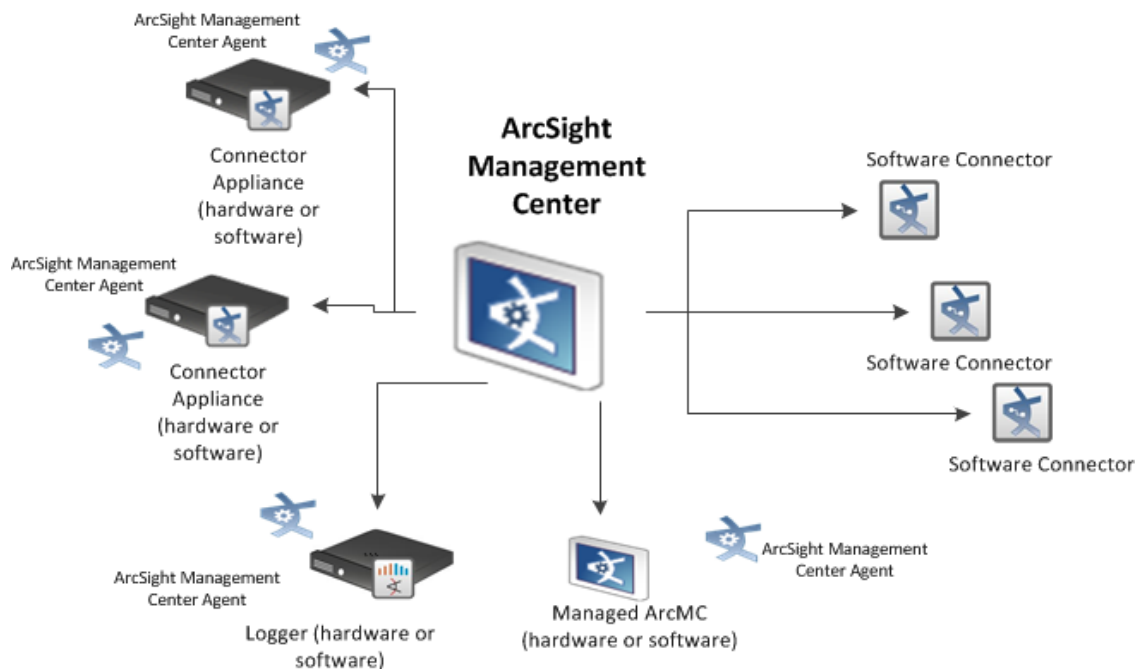 ArcSight Management
Center Agent
Connector
Appliance
(hardware or
software)
ArcSight
Management
Center
Software Connector
ArcSight Management
Center Agent
Connector
Appliance
(hardware or
software)
Software Connector
Software Connector
ArcSight Management
Center Agent
Logger (hardware or
software)
Managed ArcMC
(hardware or software)
ArcSight Management
Center Agent